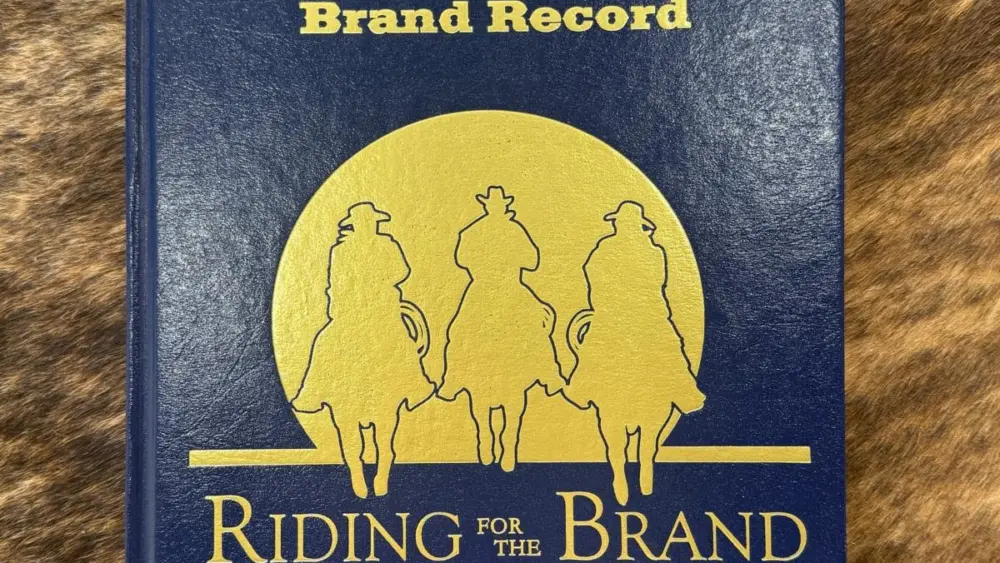 Brand Record
RIDING FOR THE BRAND